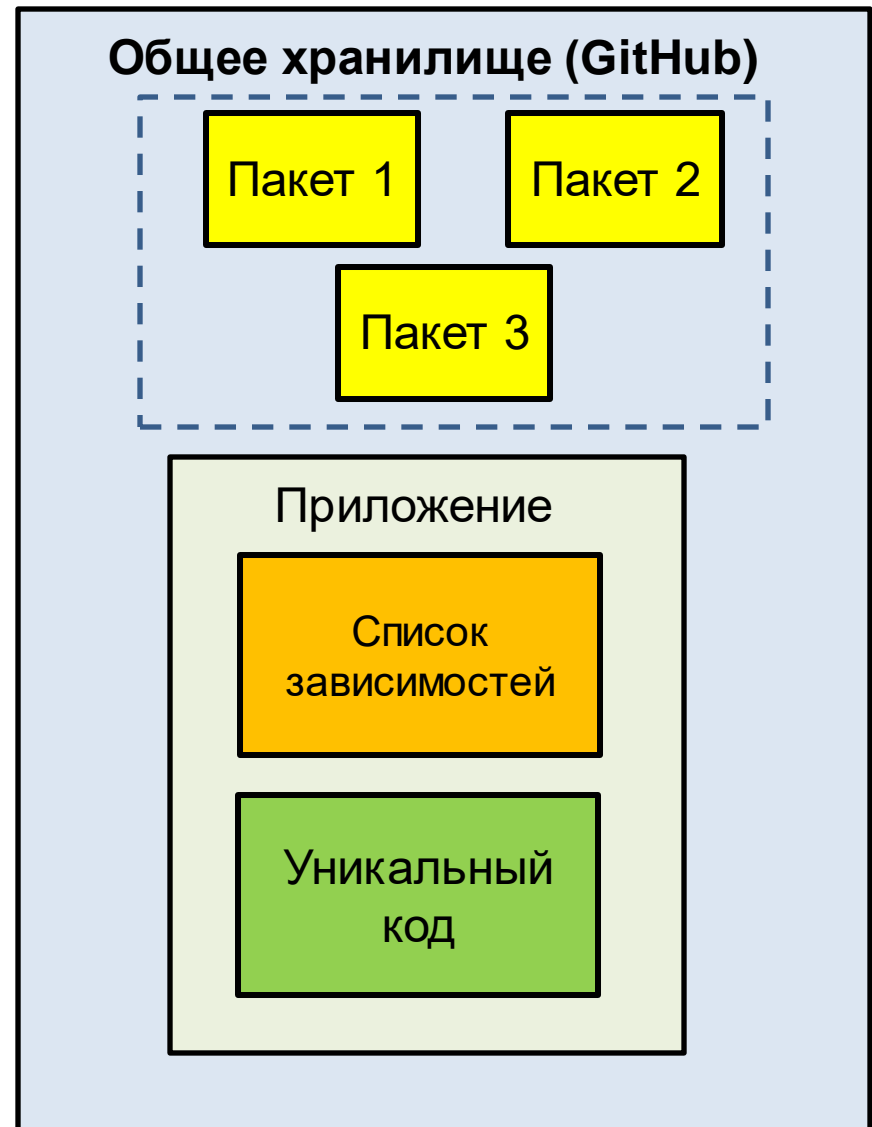 Общее хранилище (GitHub)
Пакет 1
Пакет 2
Пакет 3
Приложение
Список
зависимостей
Уникальный
код